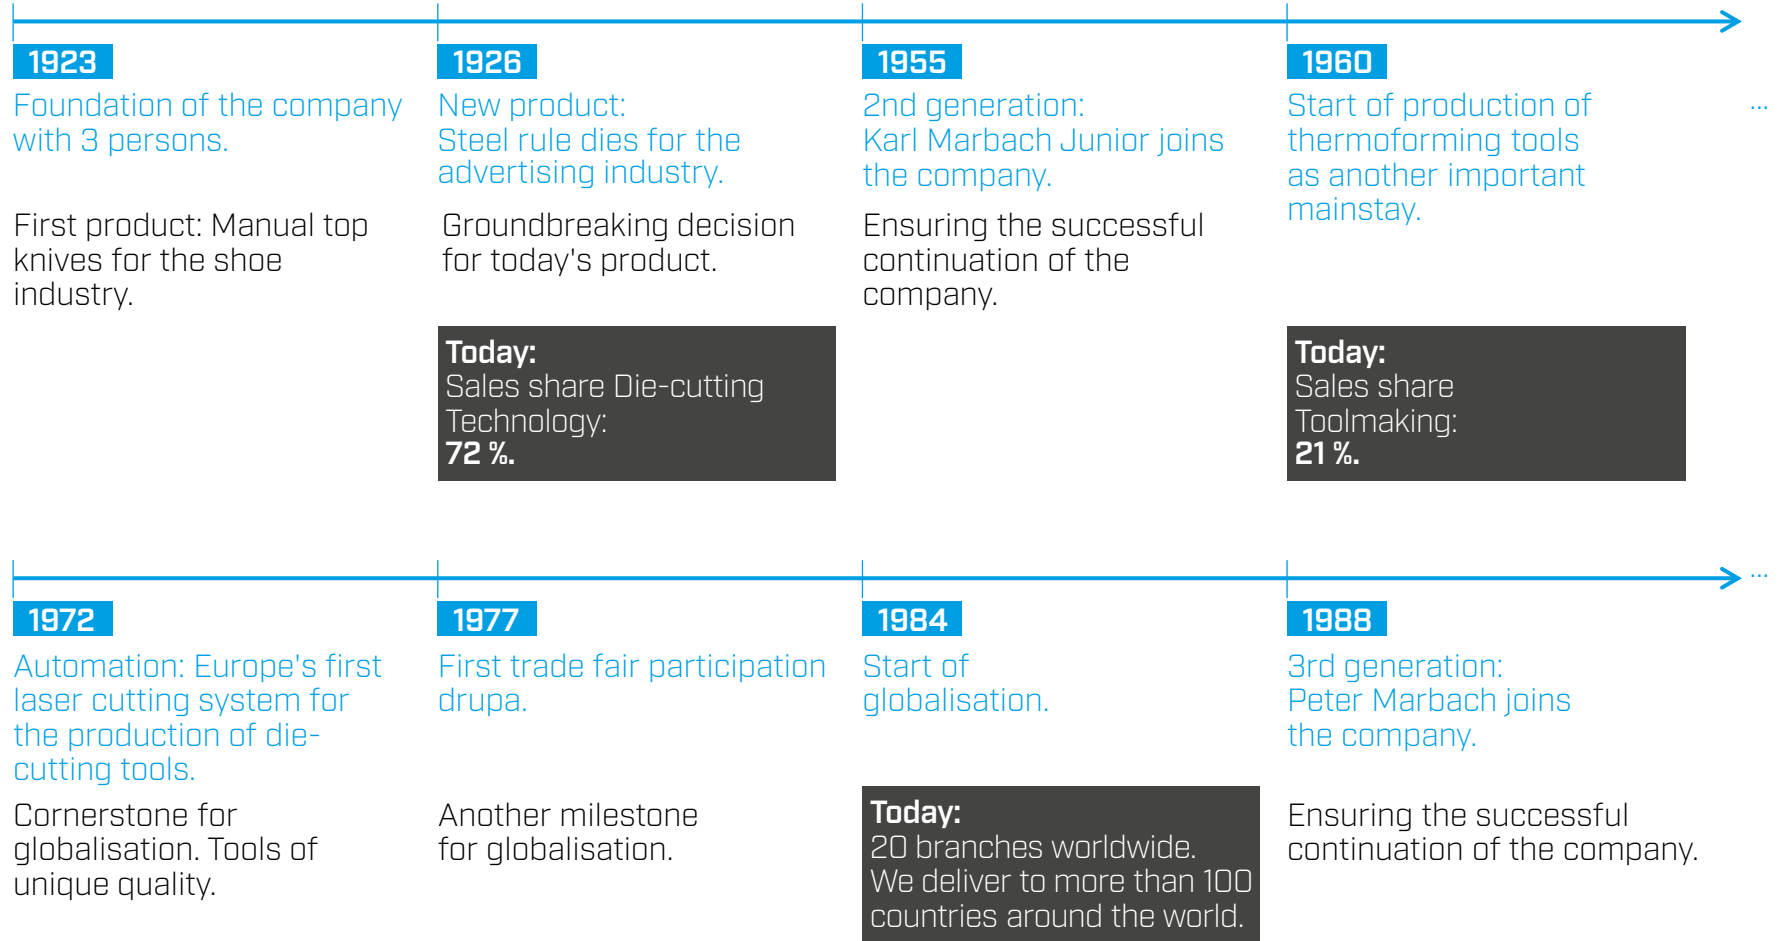 1923
Foundation of the company
with 3 persons.
First product: Manual top
knives for the shoe
industry.
1926
New product:
Steel rule dies for the
advertising industry.
Groundbreaking decision
for today's product.
Today:
Sales share Die-cutting
Technology:
72 %.
1955
2nd generation:
Karl Marbach Junior joins
the company.
Ensuring the successful
continuation of the
company.
1960
Start of production of
thermoforming tools
as another important
mainstay.
Today:
Sales share
Toolmaking:
21 %.
...
1972
Automation: Europe's first
laser cutting system for
the production of die-
cutting tools.
Cornerstone for
globalisation. Tools of
unique quality.
1977
First trade fair participation
drupa.
Another milestone
for globalisation.
1984
Start of
globalisation.
Today:
20 branches worldwide.
We deliver to more than 100
countries around the world.
1988
3rd generation:
Peter Marbach joins
the company.
Ensuring the successful
continuation of the company.
...